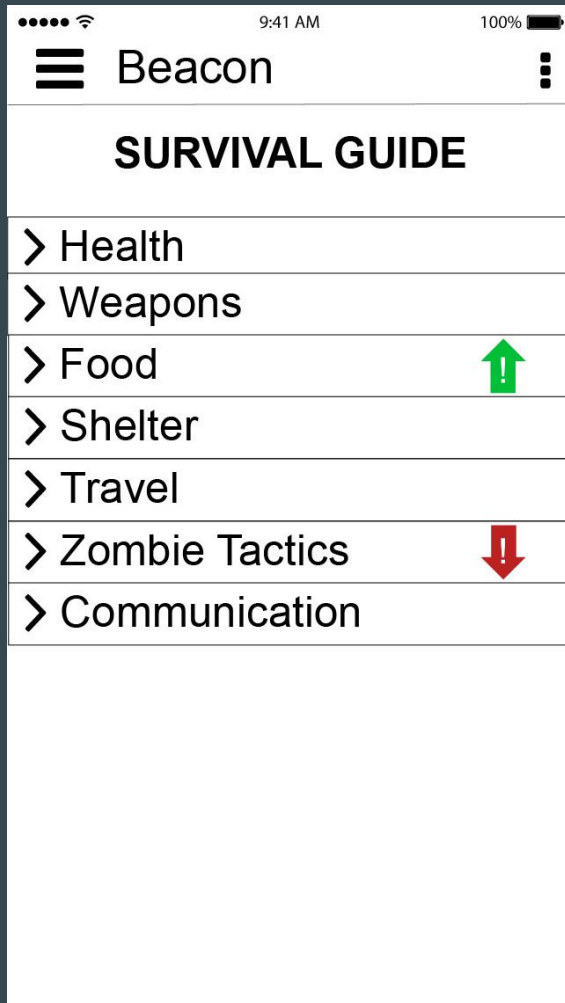 9:41 AM
100%
Beacon
SURVIVAL GUIDE
Health
Weapons
Food
!
Shelter
Travel
Zombie Tactics
!
Communication